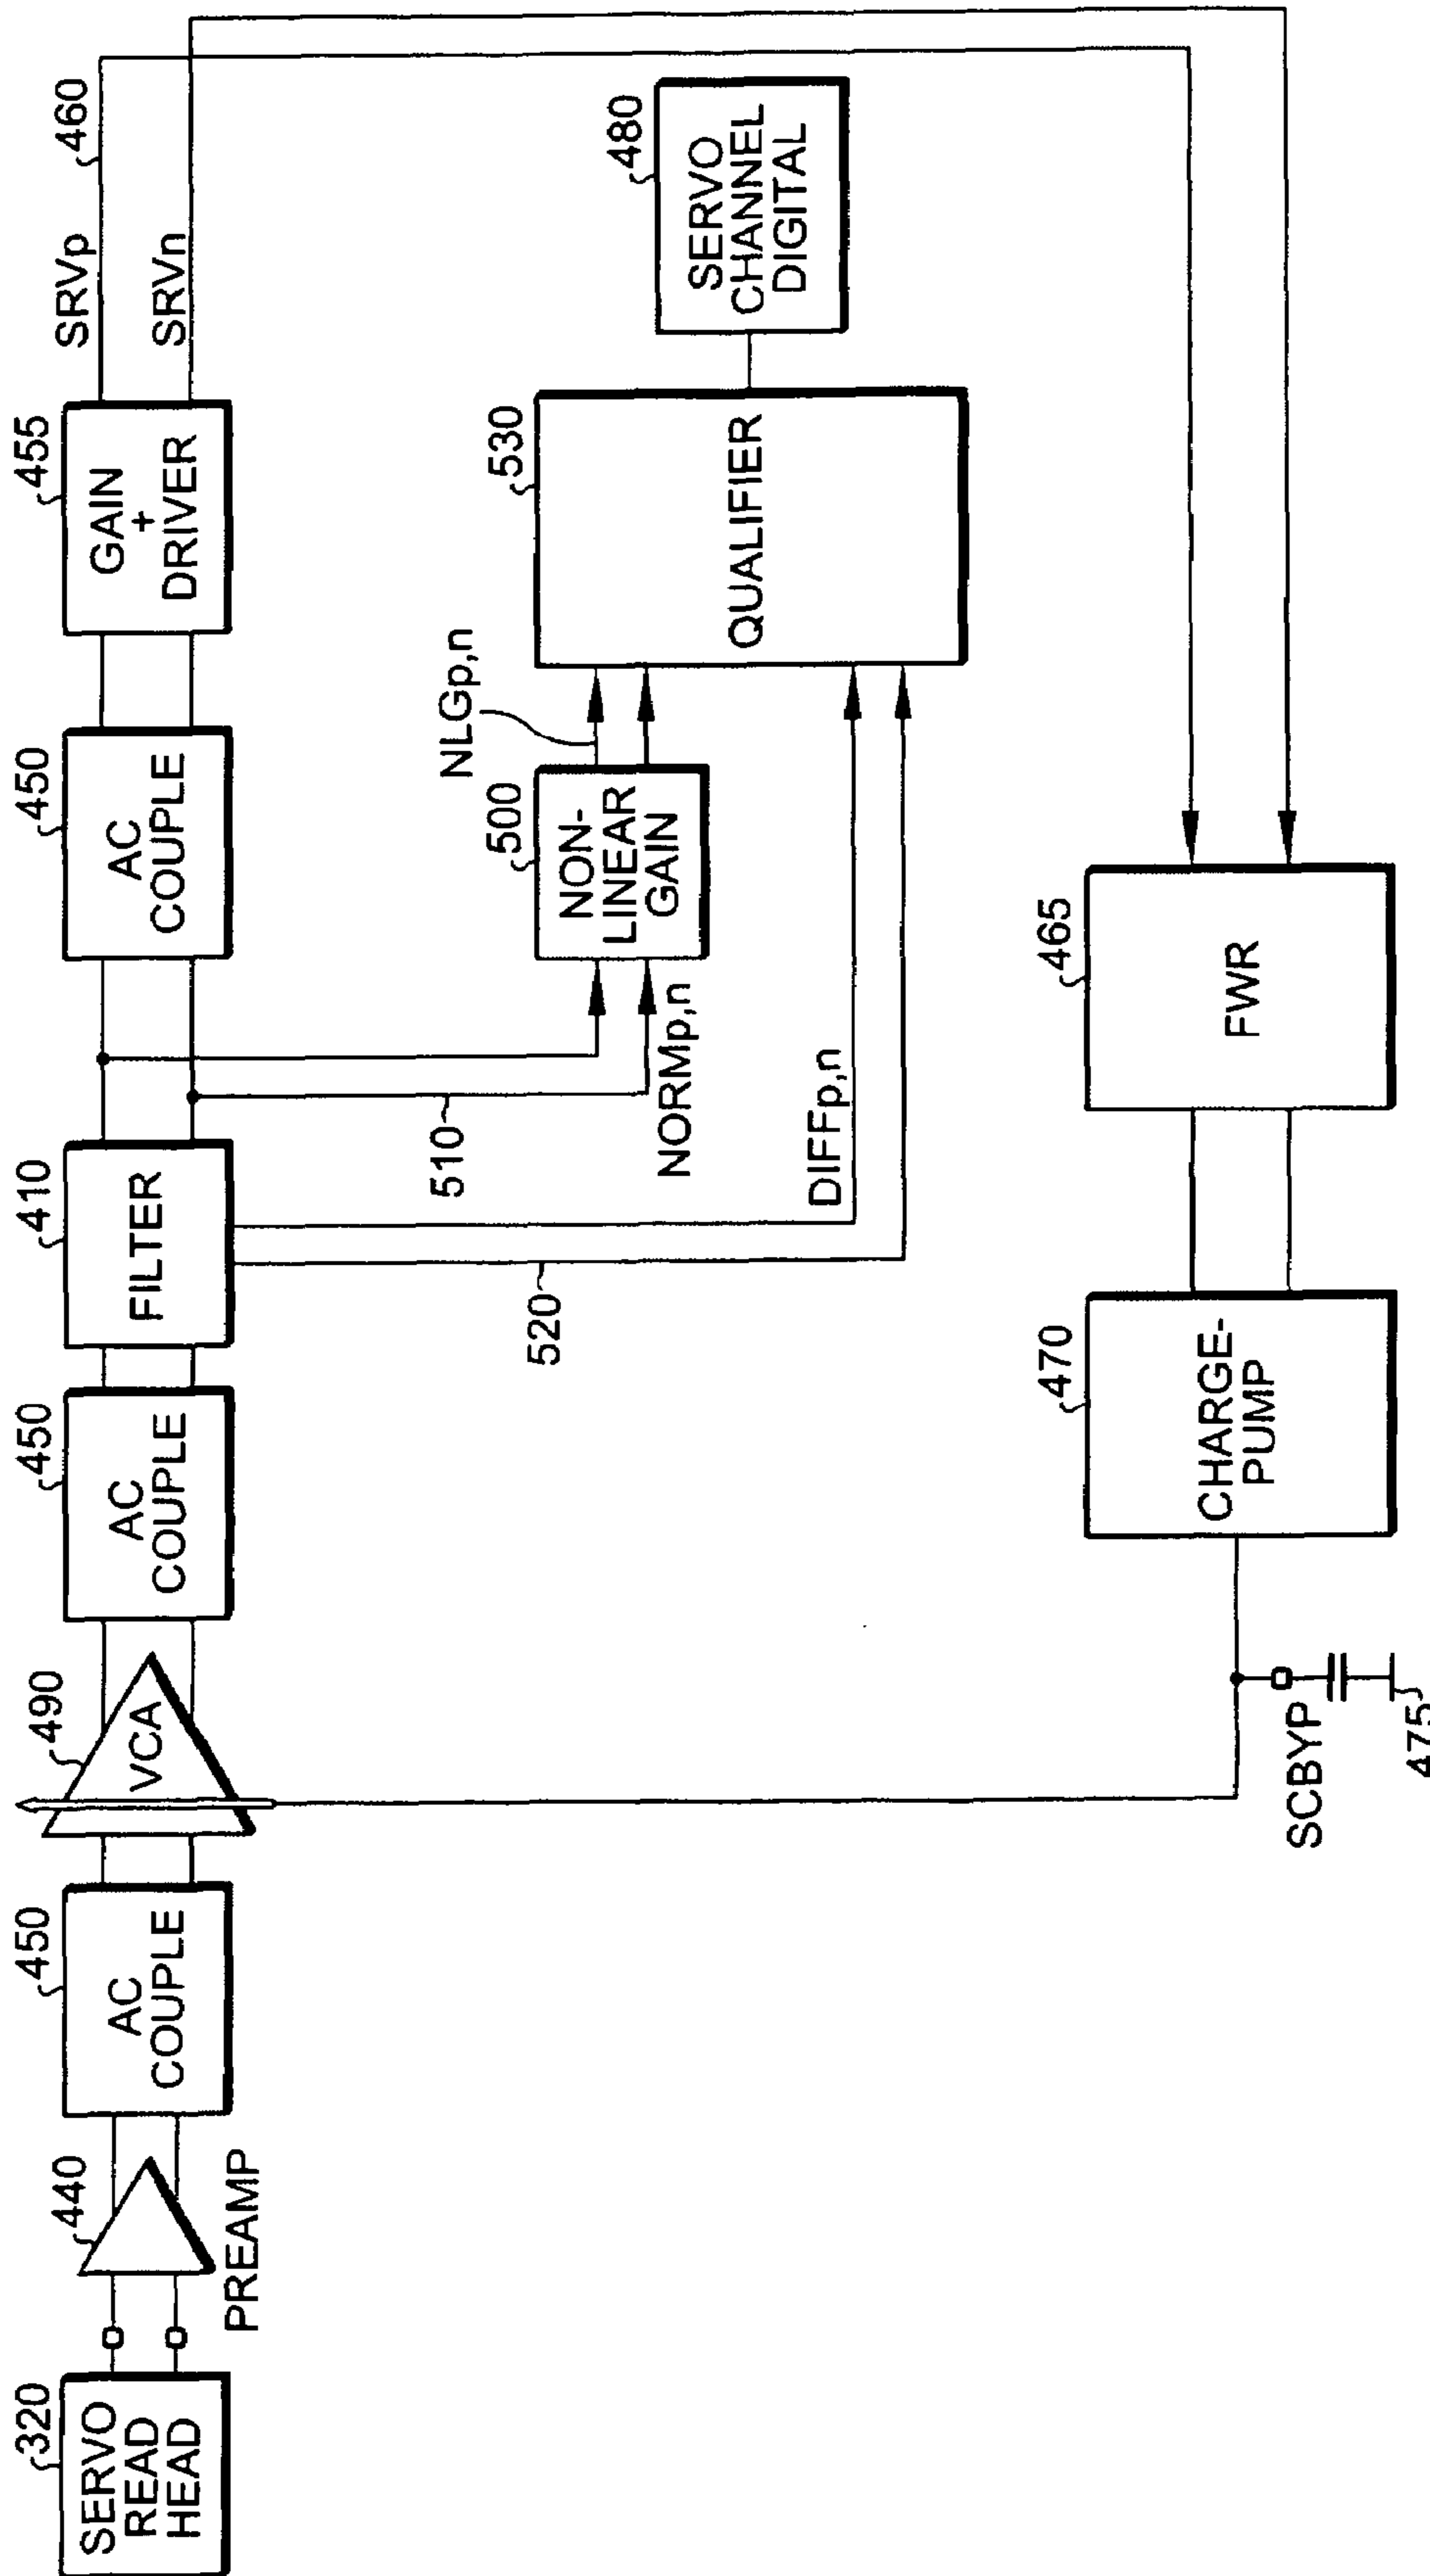 320
SERVO
READ
HEAD
440
PREAMP
450
AC
COUPLE
490
VCA
450
AC
COUPLE
410
FILTER
450
AC
COUPLE
455
GAIN
+
DRIVER
SRVp
460
SRVn
510
NORMp,n
500
NON-
LINEAR
GAIN
NLGp,n
520
DIFFp,n
530
QUALIFIER
480
SERVO
CHANNEL
DIGITAL
SCBYP
475
470
CHARGE-
PUMP
465
FWR